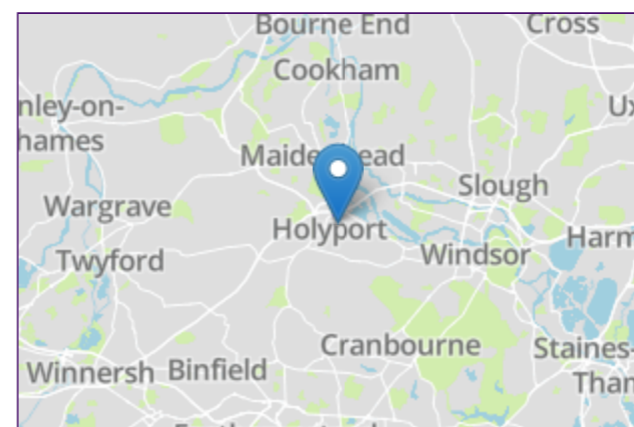 Bourne End
Cross
Cookham
nley-on-
hames
Ux
Maide ead
Slough
Wargrave
Holyport
Harm
Windsor
Twyford
Cranbourne
Staines-
Winnersh
Binfield
Than